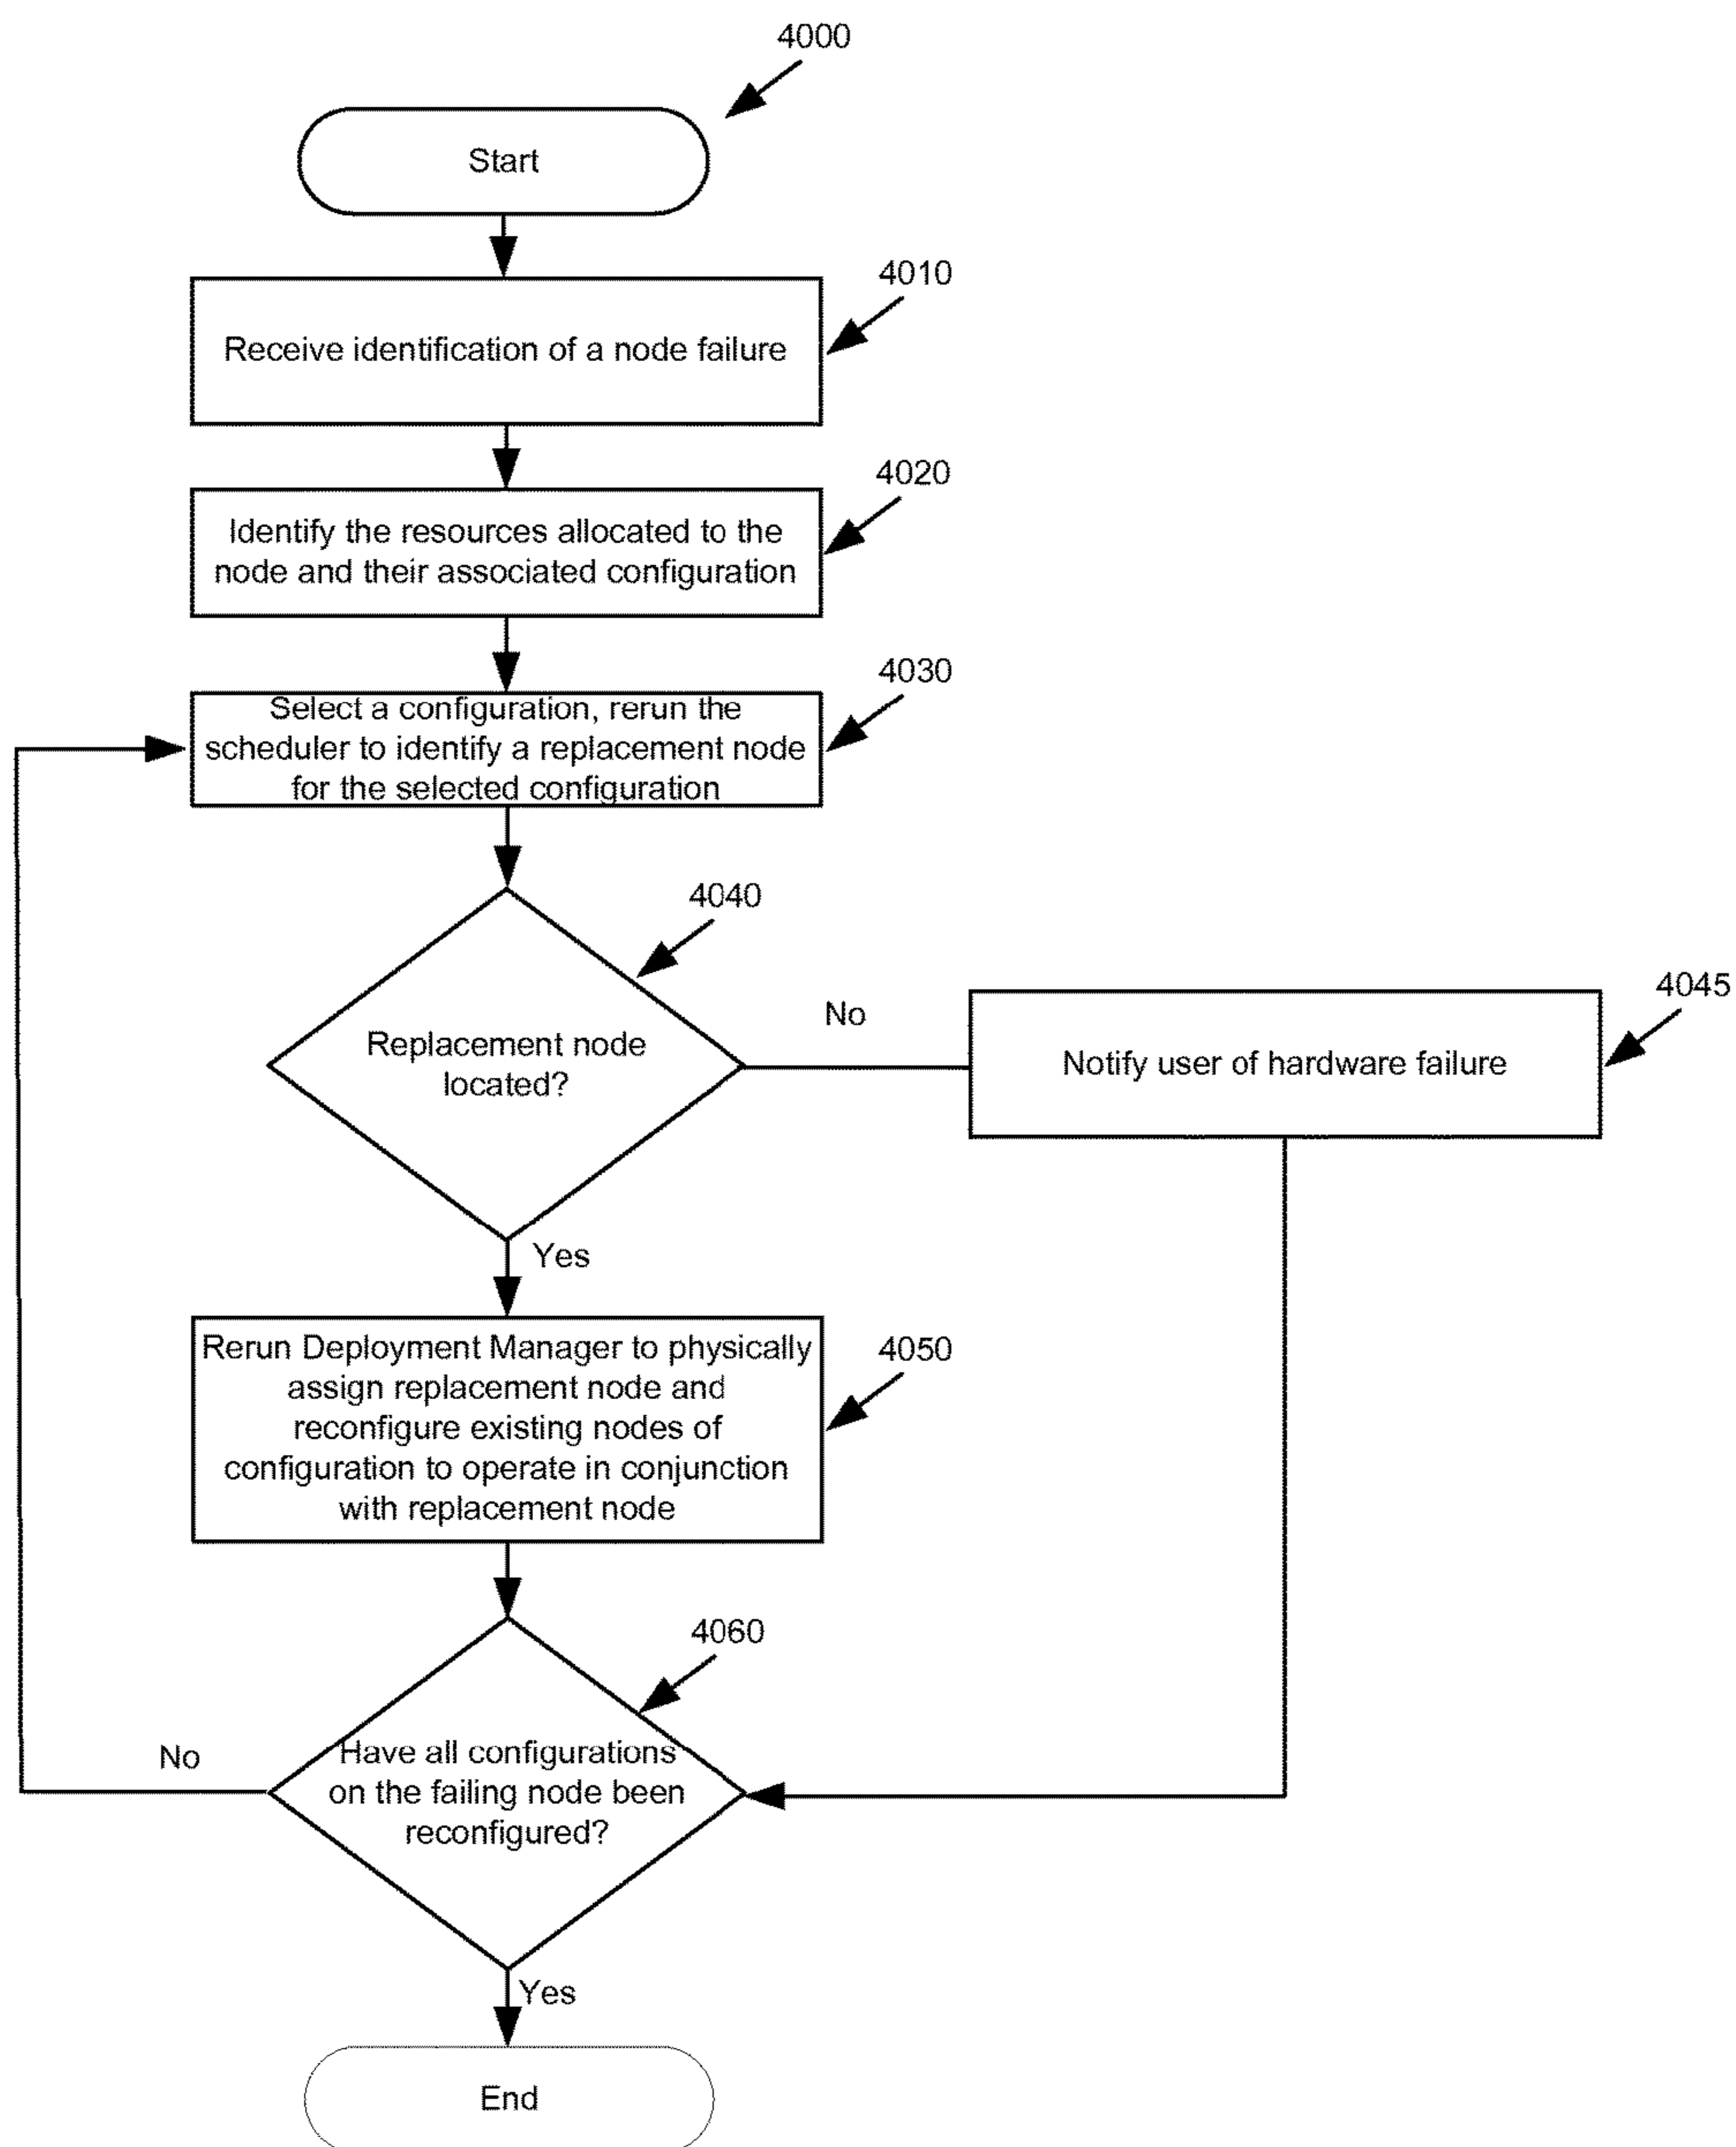 4000
Start
4010
Receive identification of a node failure
4020
Identify the resources allocated to the
node and their associated configuration
4030
Select a configuration, rerun the
scheduler to identify a replacement node
for the selected configuration
4040
Replacement node
located?
No
4045
Notify user of hardware failure
Yes
Rerun Deployment Manager to physically
assign replacement node and
reconfigure existing nodes of
configuration to operate in conjunction
with replacement node
4050
4060
Have all configurations
on the failing node been
reconfigured?
No
Yes
End